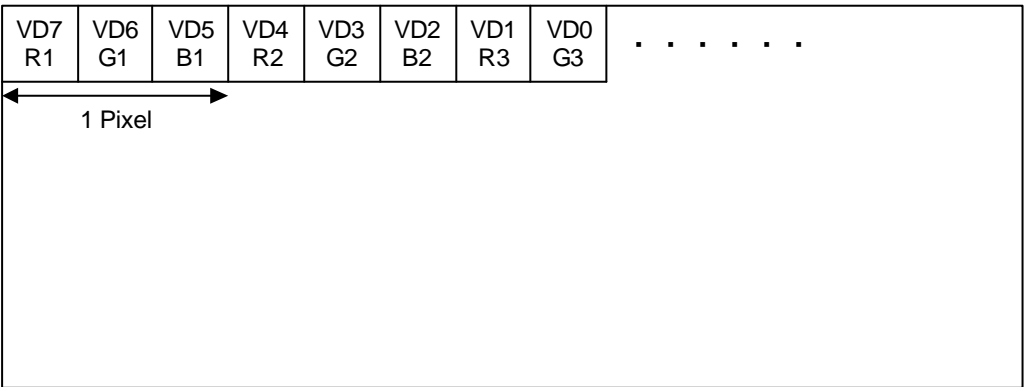 VD7 VD6 VD5 VD4 VD3 VD2 VD1 VD0
R1 G1 B1 R2 G2 B2 R3 G3 . . . . . .
1 Pixel